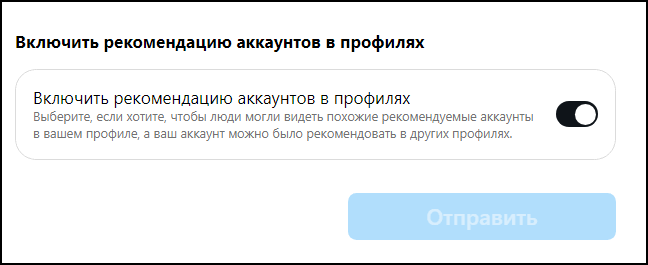 Включить рекомендацию аккаунтов в профилях
Включить рекомендацию аккаунтов в профилях
Выберите, если хотите, чтобы люди могли видеть похожие рекомендуемые аккаунты
в вашем профиле, а ваш аккаунт можно было рекомендовать в других профилях.
Отправить